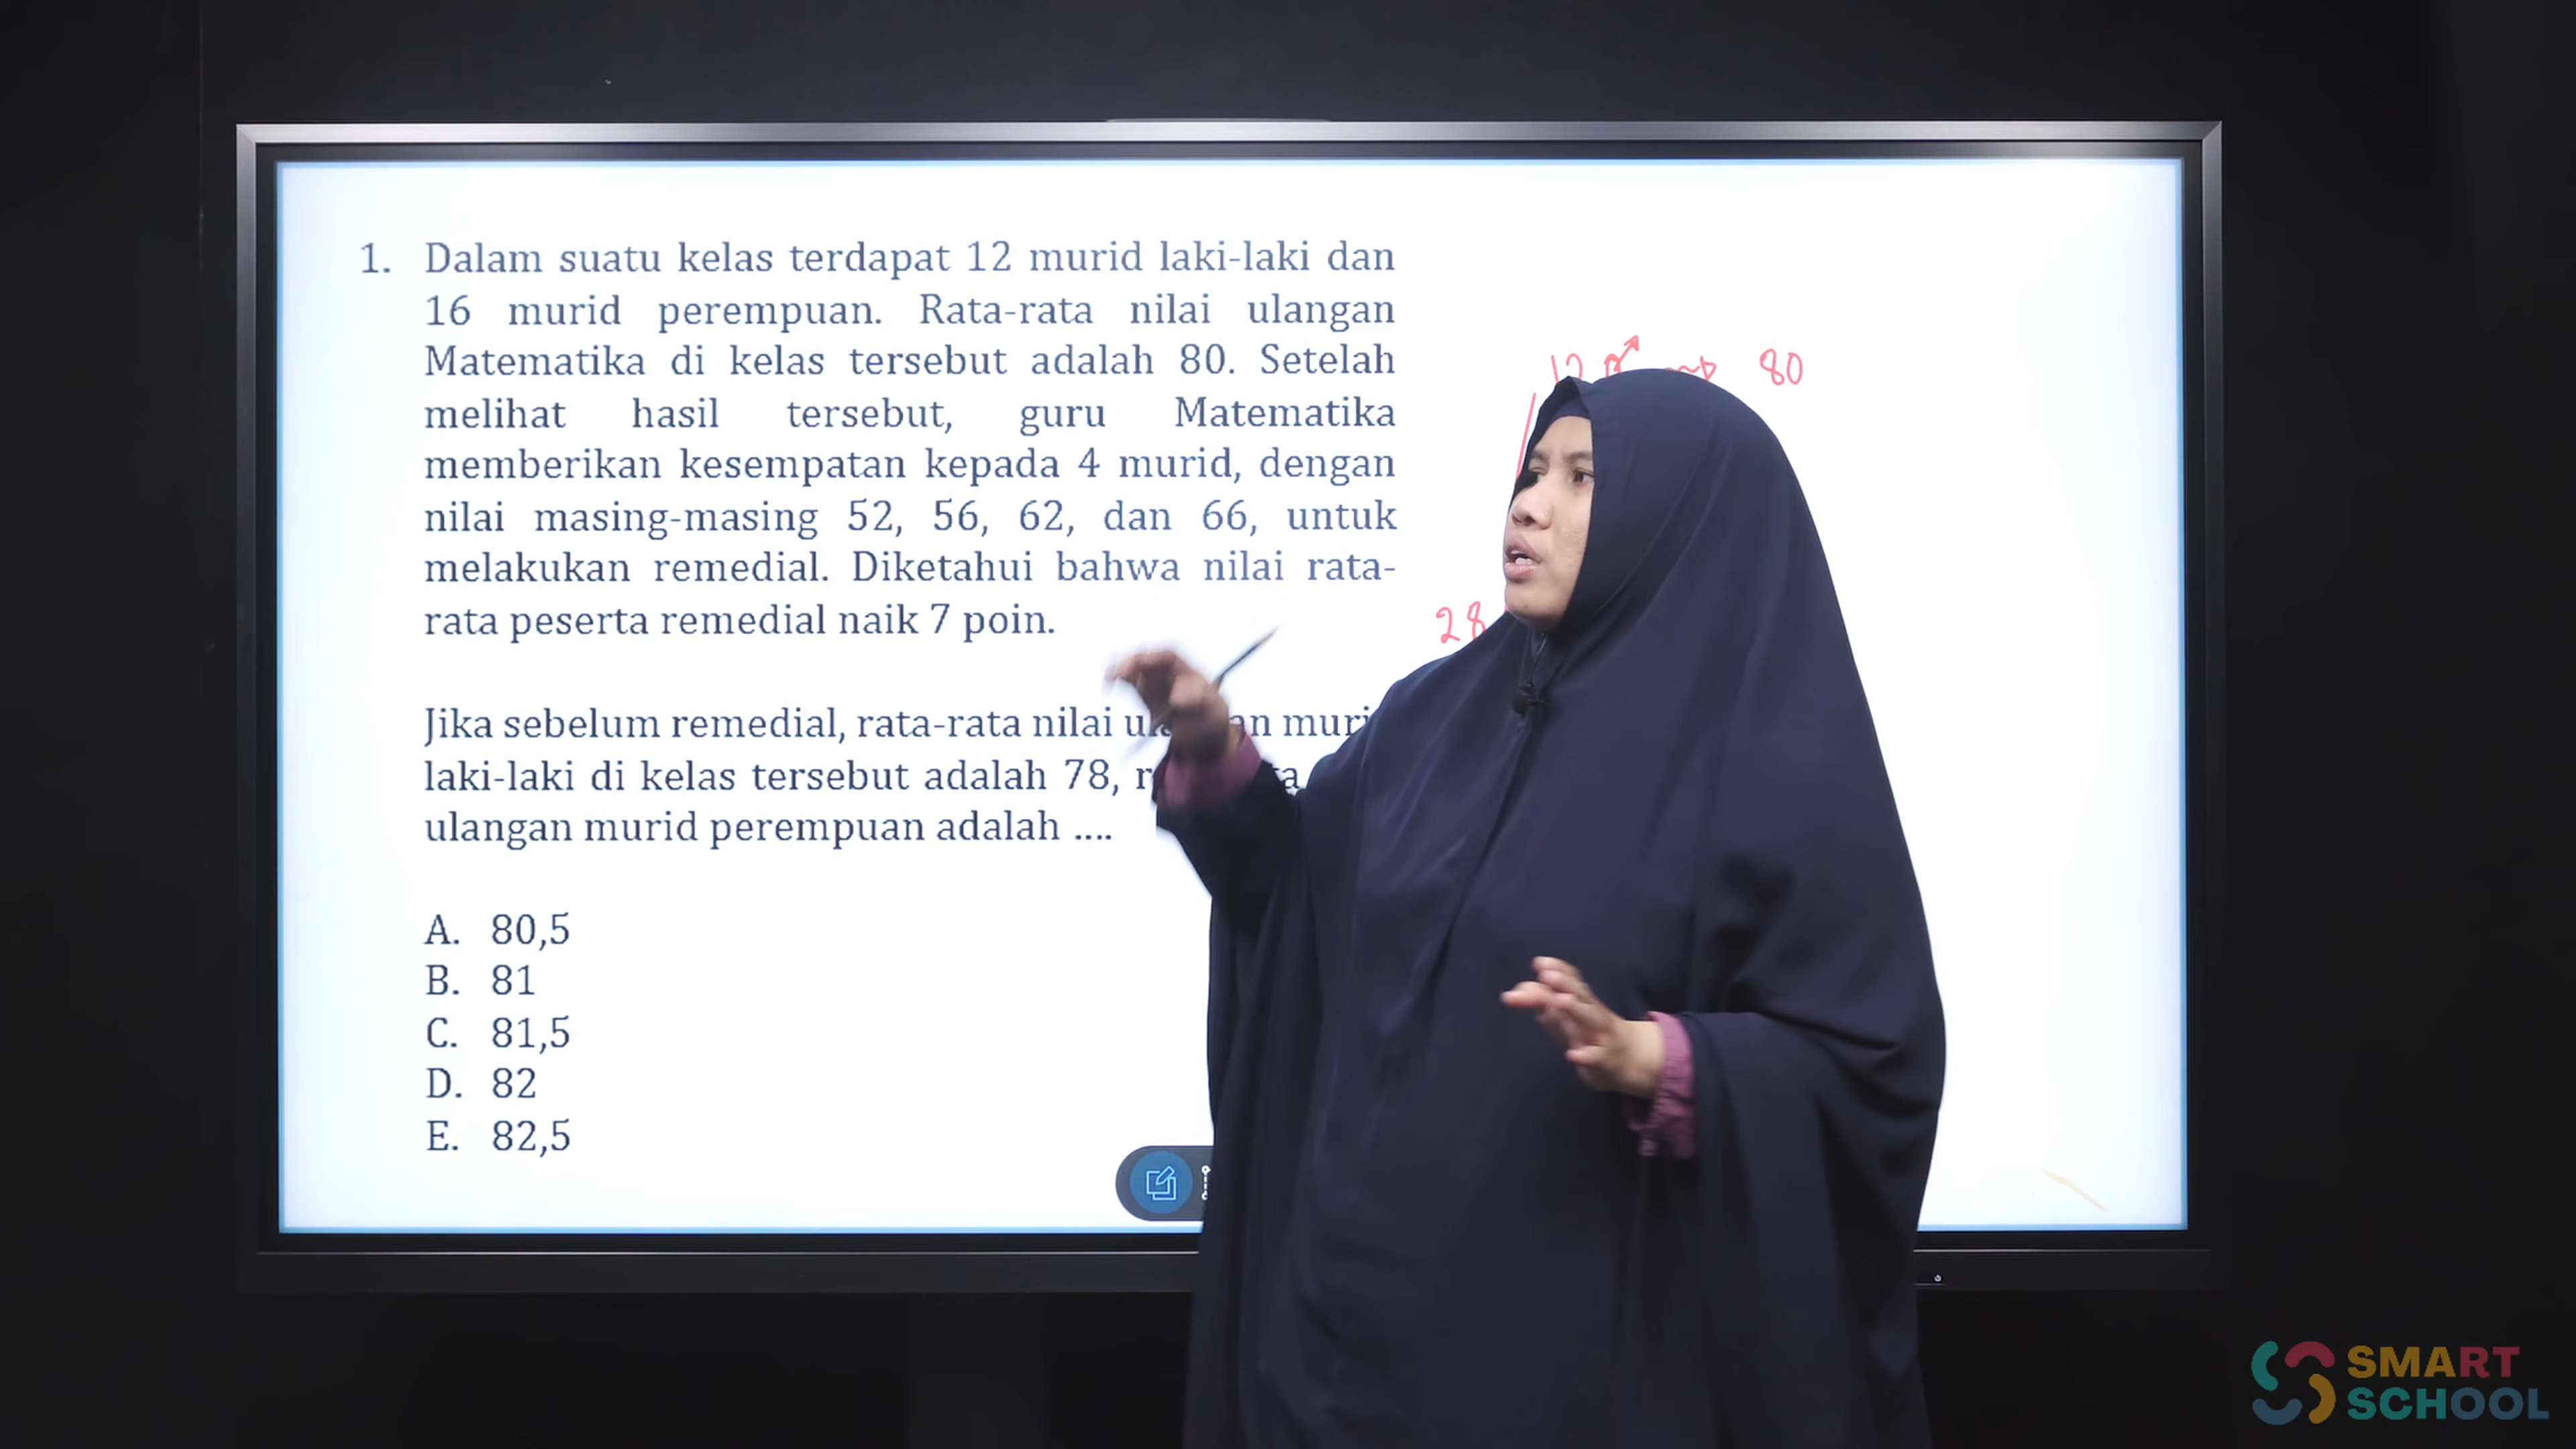 1. Dalam suatu kelas terdapat 12 murid laki-laki dan
16 murid perempuan. Rata-rata nilai ulangan
Matematika di kelas tersebut adalah 80. Setelah
melihat hasil tersebut, guru Matematika
memberikan kesempatan kepada 4 murid, dengan
nilai masing-masing 52, 56, 62, dan 66, untuk
melakukan remedial. Diketahui bahwa nilai rata-
rata peserta remedial naik 7 poin.
Jika sebelum remedial, rata-rata nilai
laki-laki di kelas tersebut adalah 78,
ulangan murid perempuan adalah ....
A. 80,5
B. 81
C. 81,5
D. 82
E. 82,5
12 80
28
SMART
SCHOOL